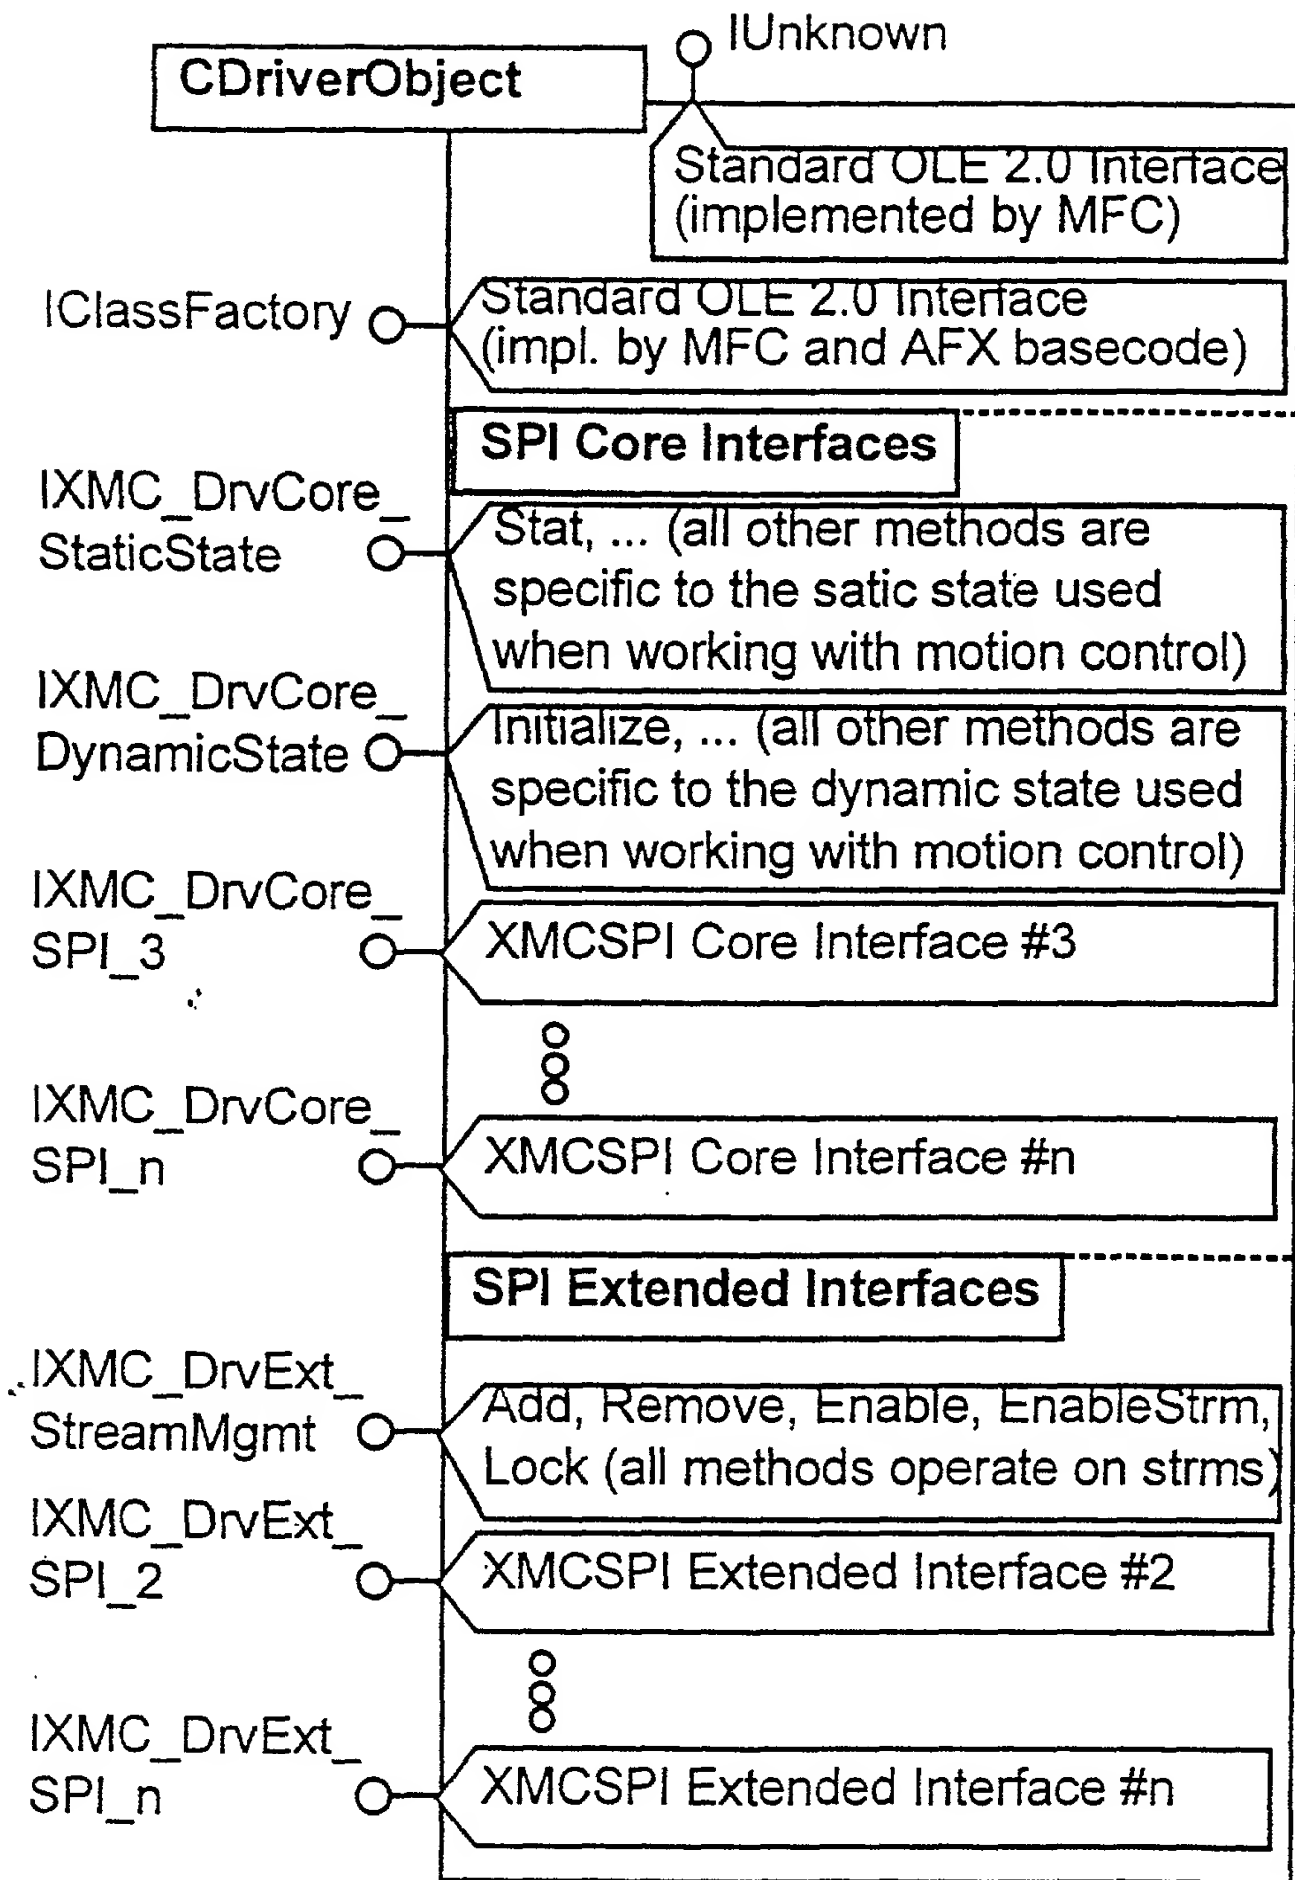 IUnknown
CDriverObject
Standard OLE 2.0 Interface
(implemented by MFC)
IClassFactory
Standard OLE 2.0 Interface
(impl. by MFC and AFX basecode)
SPI Core Interfaces
IXMC_DrvCore_
StaticState
Stat, ... (all other methods are
specific to the satic state used
when working with motion control)
IXMC_DrvCore_
DynamicState
Initialize, ... (all other methods are
specific to the dynamic state used
when working with motion control)
IXMC_DrvCore_
SPI_3
XMCSPI Core Interface #3
IXMC_DrvCore_
SPI_n
XMCSPI Core Interface #n
SPI Extended Interfaces
IXMC_DrvExt_
StreamMgmt
Add, Remove, Enable, EnableStrm,
Lock (all methods operate on strms)
IXMC_DrvExt_
SPI_2
XMCSPI Extended Interface #2
IXMC_DrvExt_
SPI_n
XMCSPI Extended Interface #n